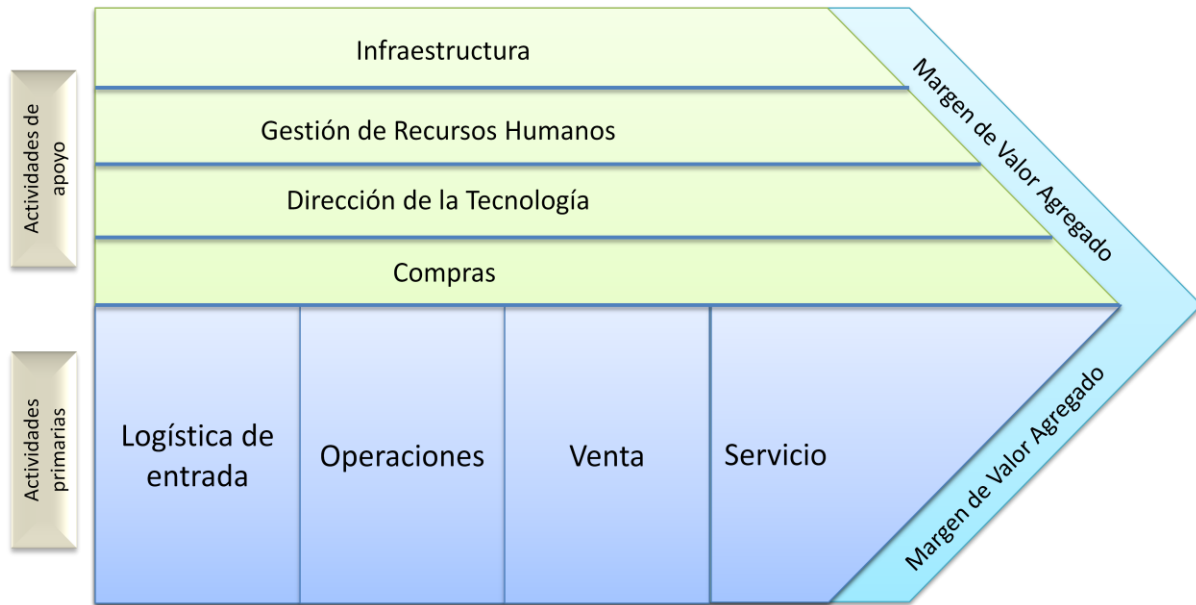 Actividades de
apoyo
Infraestructura
Gestión de Recursos Humanos
Dirección de la Tecnología
Compras
Margen de Valor Agregado
Actividades
primarias
Logística de
entrada
Operaciones
Venta
Servicio
Margen de Valor Agregado